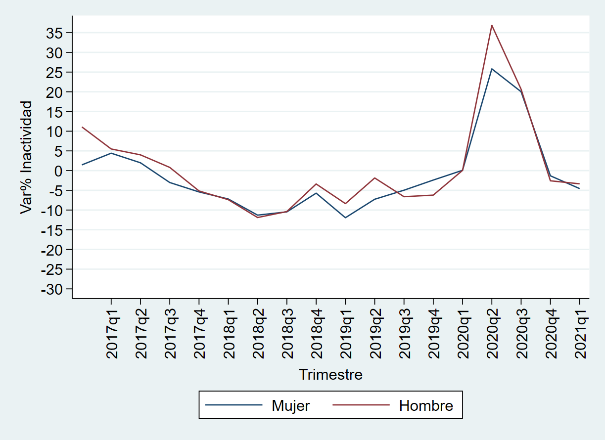 Var% Inactividad
35
30
25
20
15
10
5
0
-5
-10
-15
-20
-25
-30
2017q1
2017q2
2017q3
2017q4
2018q1
2018q2
2018q3
2018q4
2019q1
2019q2
2019q3
2019q4
2020q1
2020q2
2020q3
2020q4
2021q1
Trimestre
Mujer Hombre